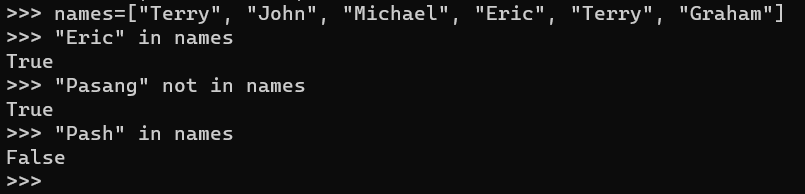 >>> names=["Terry", "John", "Michael", "Eric", "Terry", "Graham"]
>>> "Eric" in names
True
>>> "Pasang" not in names
True
>>> "Pash" in names
False
>>>